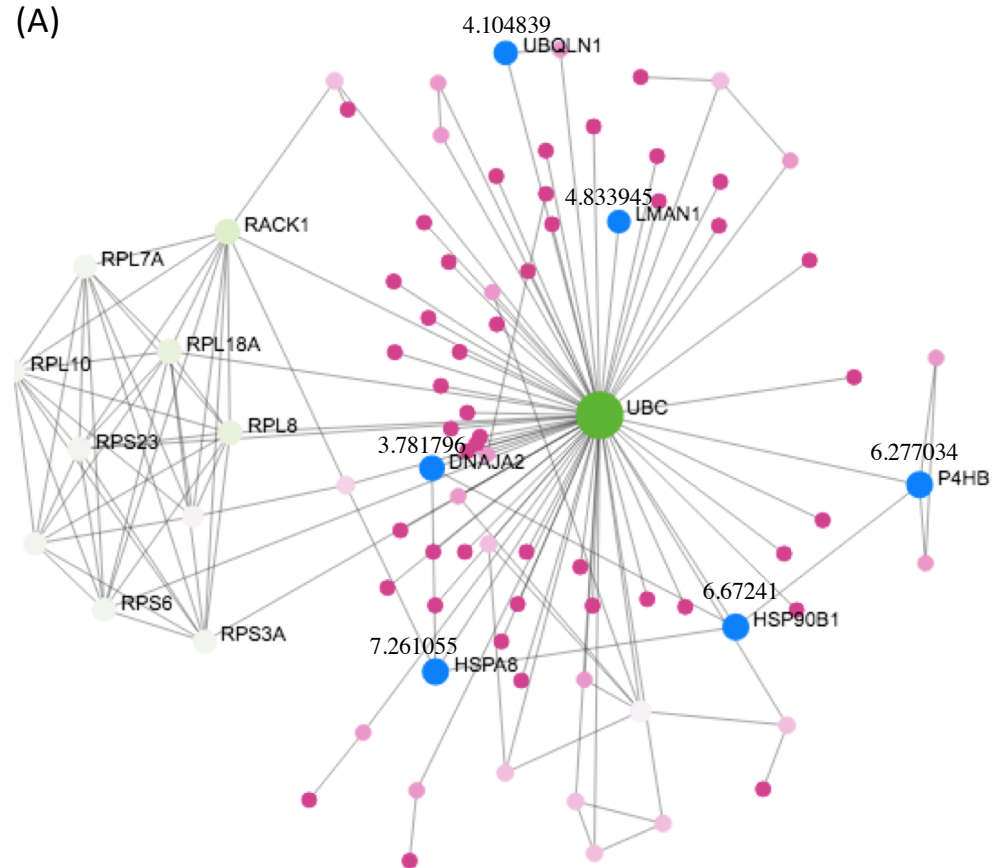 (A)
4.104839
UBQLN1
4.833945
LMAN1
RACK1
RPL7A
RPL18A
RPL10
UBC
RPL8
RPS23
3.781796
DNAJA2
6.277034
P4HB
6.67241
HSP90B1
RPS6
RPS3A
7.261055
HSPA8